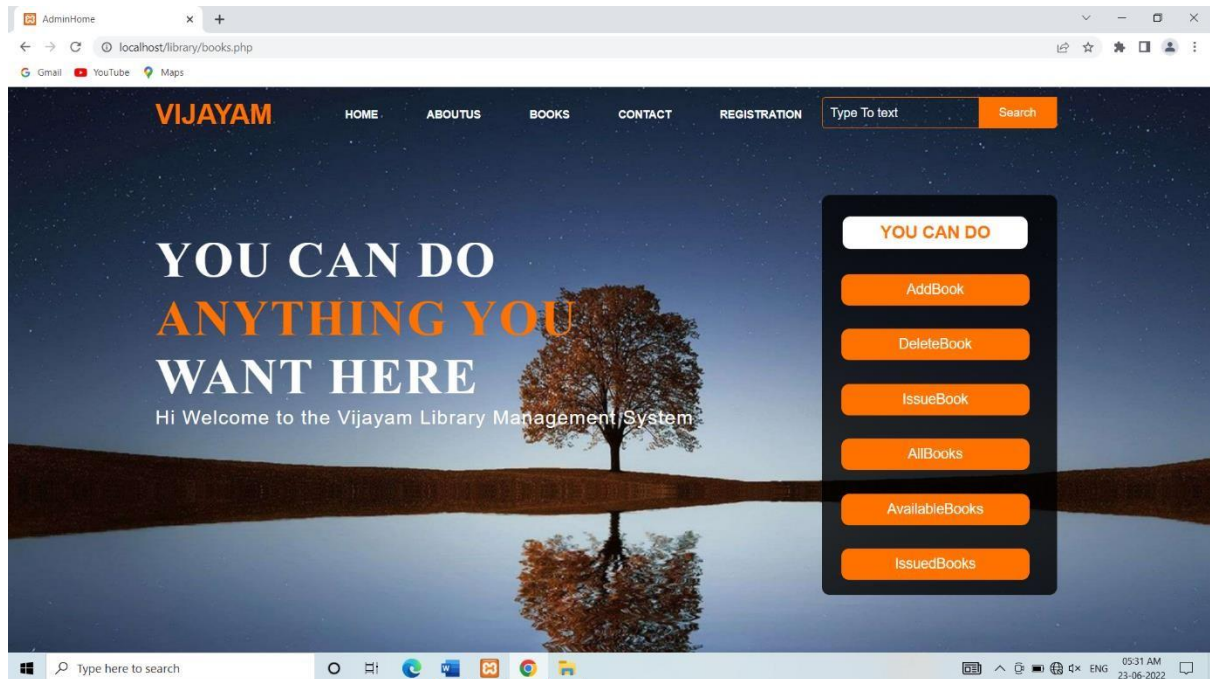 AdminHome
localhost/library/books.php
Gmail YouTube Maps
VIJAYAM HOME ABOUTUS BOOKS CONTACT REGISTRATION Type To text Search
YOU CAN DO
ANYTHING YOU
WANT HERE
Hi Welcome to the Vijayam Library Management System
YOU CAN DO
AddBook
DeleteBook
IssueBook
AllBooks
AvailableBooks
IssuedBooks
Type here to search
ENG
05:31 AM
23-06-2022